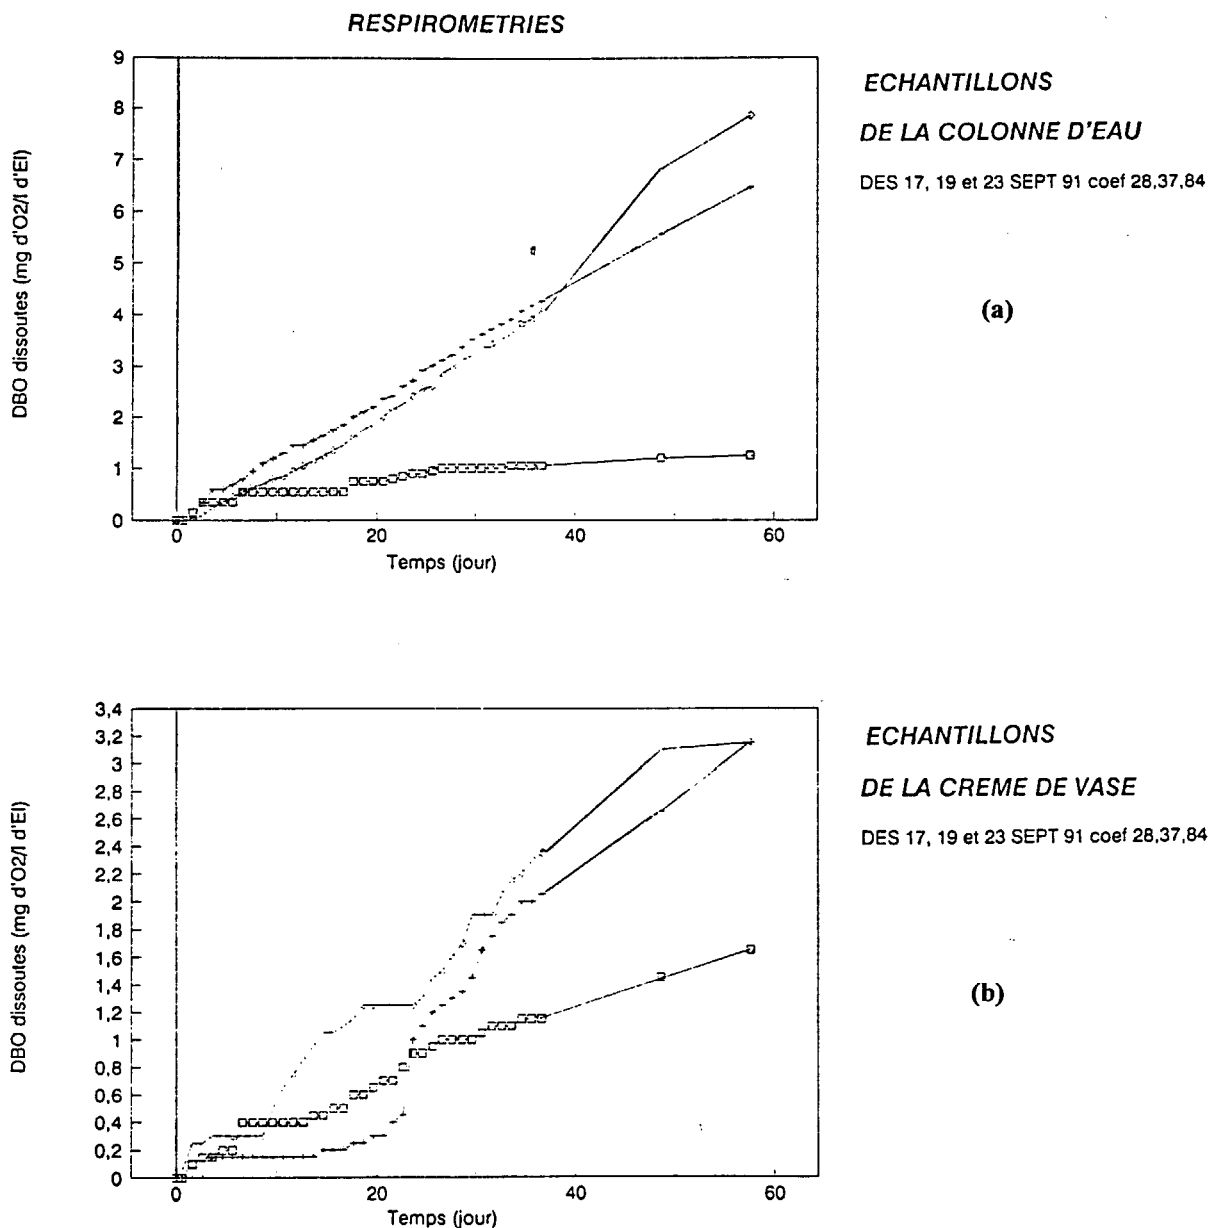 RESPIROMETRIES
9
8
7
6
5
4
3
2
1
0
DBO dissoutes (mg d'O2/l d'EI)
0
20
40
60
Temps (jour)
ECHANTILLONS
DE LA COLONNE D'EAU
DES 17, 19 et 23 SEPT 91 coef 28,37,84
(a)
3,4
3,2
3
2,8
2,6
2,4
2,2
2
1,8
1,6
1,4
1,2
1
0,8
0,6
0,4
0,2
0
DBO dissoutes (mg d'O2/l d'EI)
0
20
40
60
Temps (jour)
ECHANTILLONS
DE LA CREME DE VASE
DES 17, 19 et 23 SEPT 91 coef 28,37,84
(b)